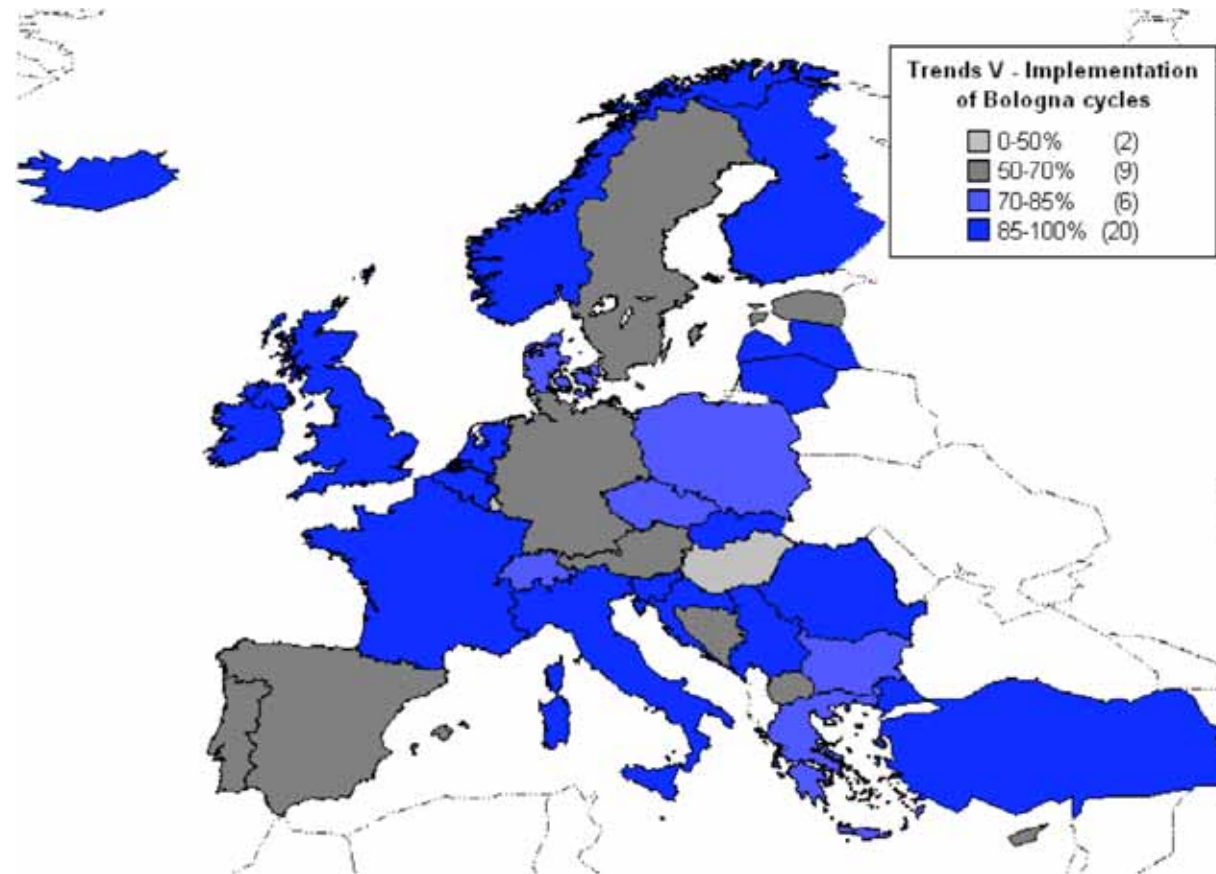 Trends V - Implementation
of Bologna cycles
0-50% (2)
50-70% (9)
70-85% (6)
85-100% (20)